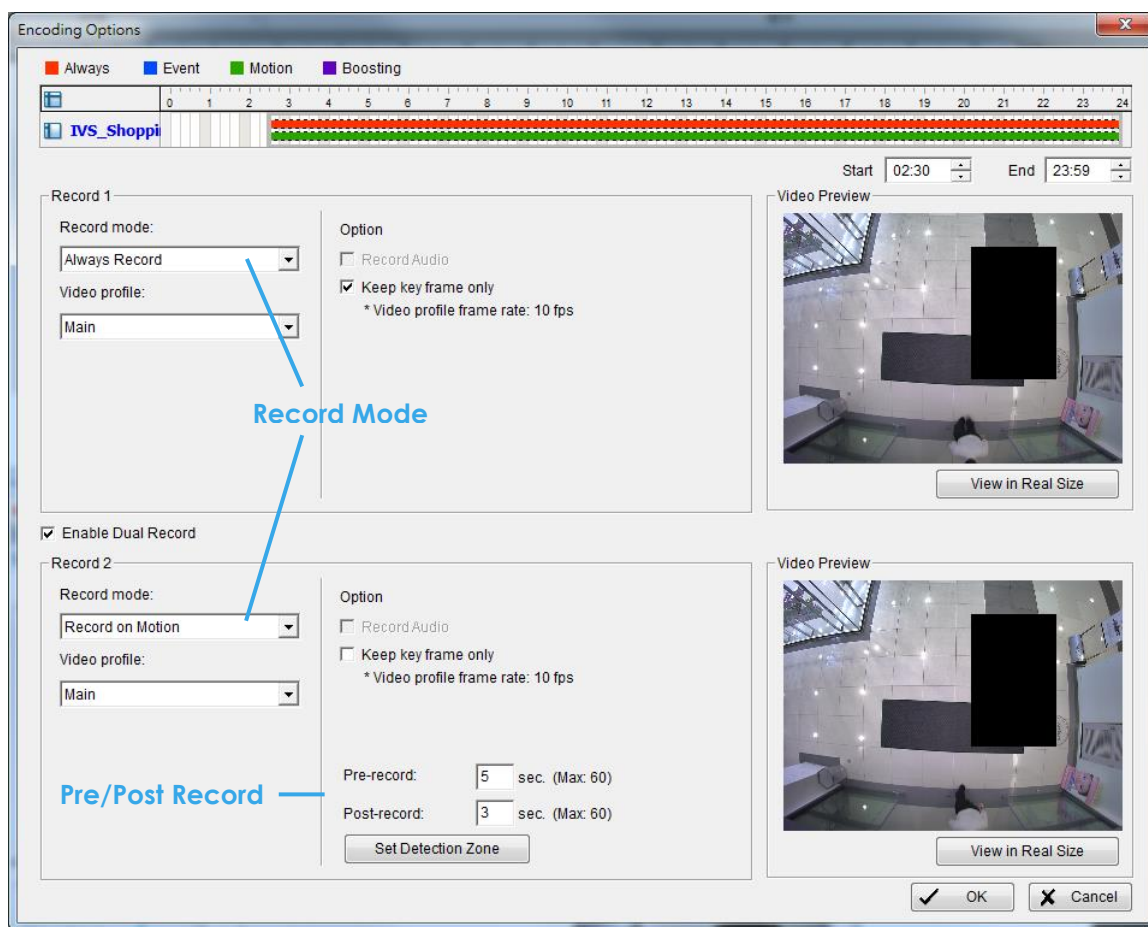 Encoding Options
Always Event Motion Boosting
0 1 2 3 4 5 6 7 8 9 10 11 12 13 14 15 16 17 18 19 20 21 22 23 24
IVS_Shoppi
Start 02:30 End 23:59
Record 1
Record mode:
Always Record
Video profile:
Main
Option
Record Audio
Keep key frame only
* Video profile frame rate: 10 fps
Video Preview
View in Real Size
Record Mode
Enable Dual Record
Record 2
Record mode:
Record on Motion
Video profile:
Main
Option
Record Audio
Keep key frame only
* Video profile frame rate: 10 fps
Pre/Post Record
Pre-record: 5 sec. (Max: 60)
Post-record: 3 sec. (Max: 60)
Set Detection Zone
Video Preview
View in Real Size
OK Cancel